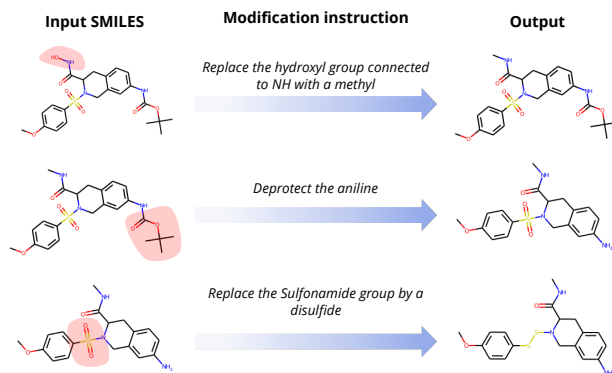 Input SMILES
Modification instruction
Output
Replace the hydroxyl group connected
to NH with a methyl
Deprotect the aniline
Replace the Sulfonamide group by a
disulfide